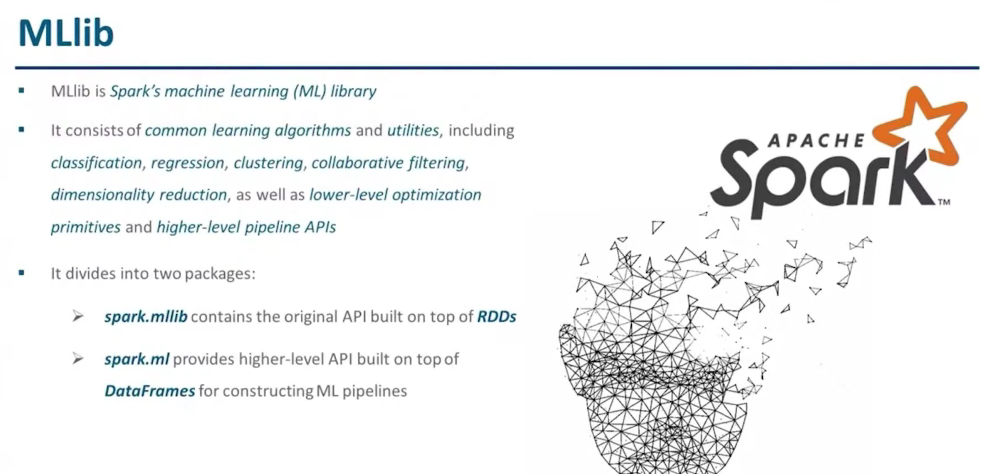 MLlib
▪ MLlib is Spark's machine learning (ML) library
▪ It consists of common learning algorithms and utilities, including
classification, regression, clustering, collaborative filtering,
dimensionality reduction, as well as lower-level optimization
primitives and higher-level pipeline APIs
▪ It divides into two packages:
➢ spark.mllib contains the original API built on top of RDDs
➢ spark.ml provides higher-level API built on top of
DataFrames for constructing ML pipelines
APACHE
Spark™